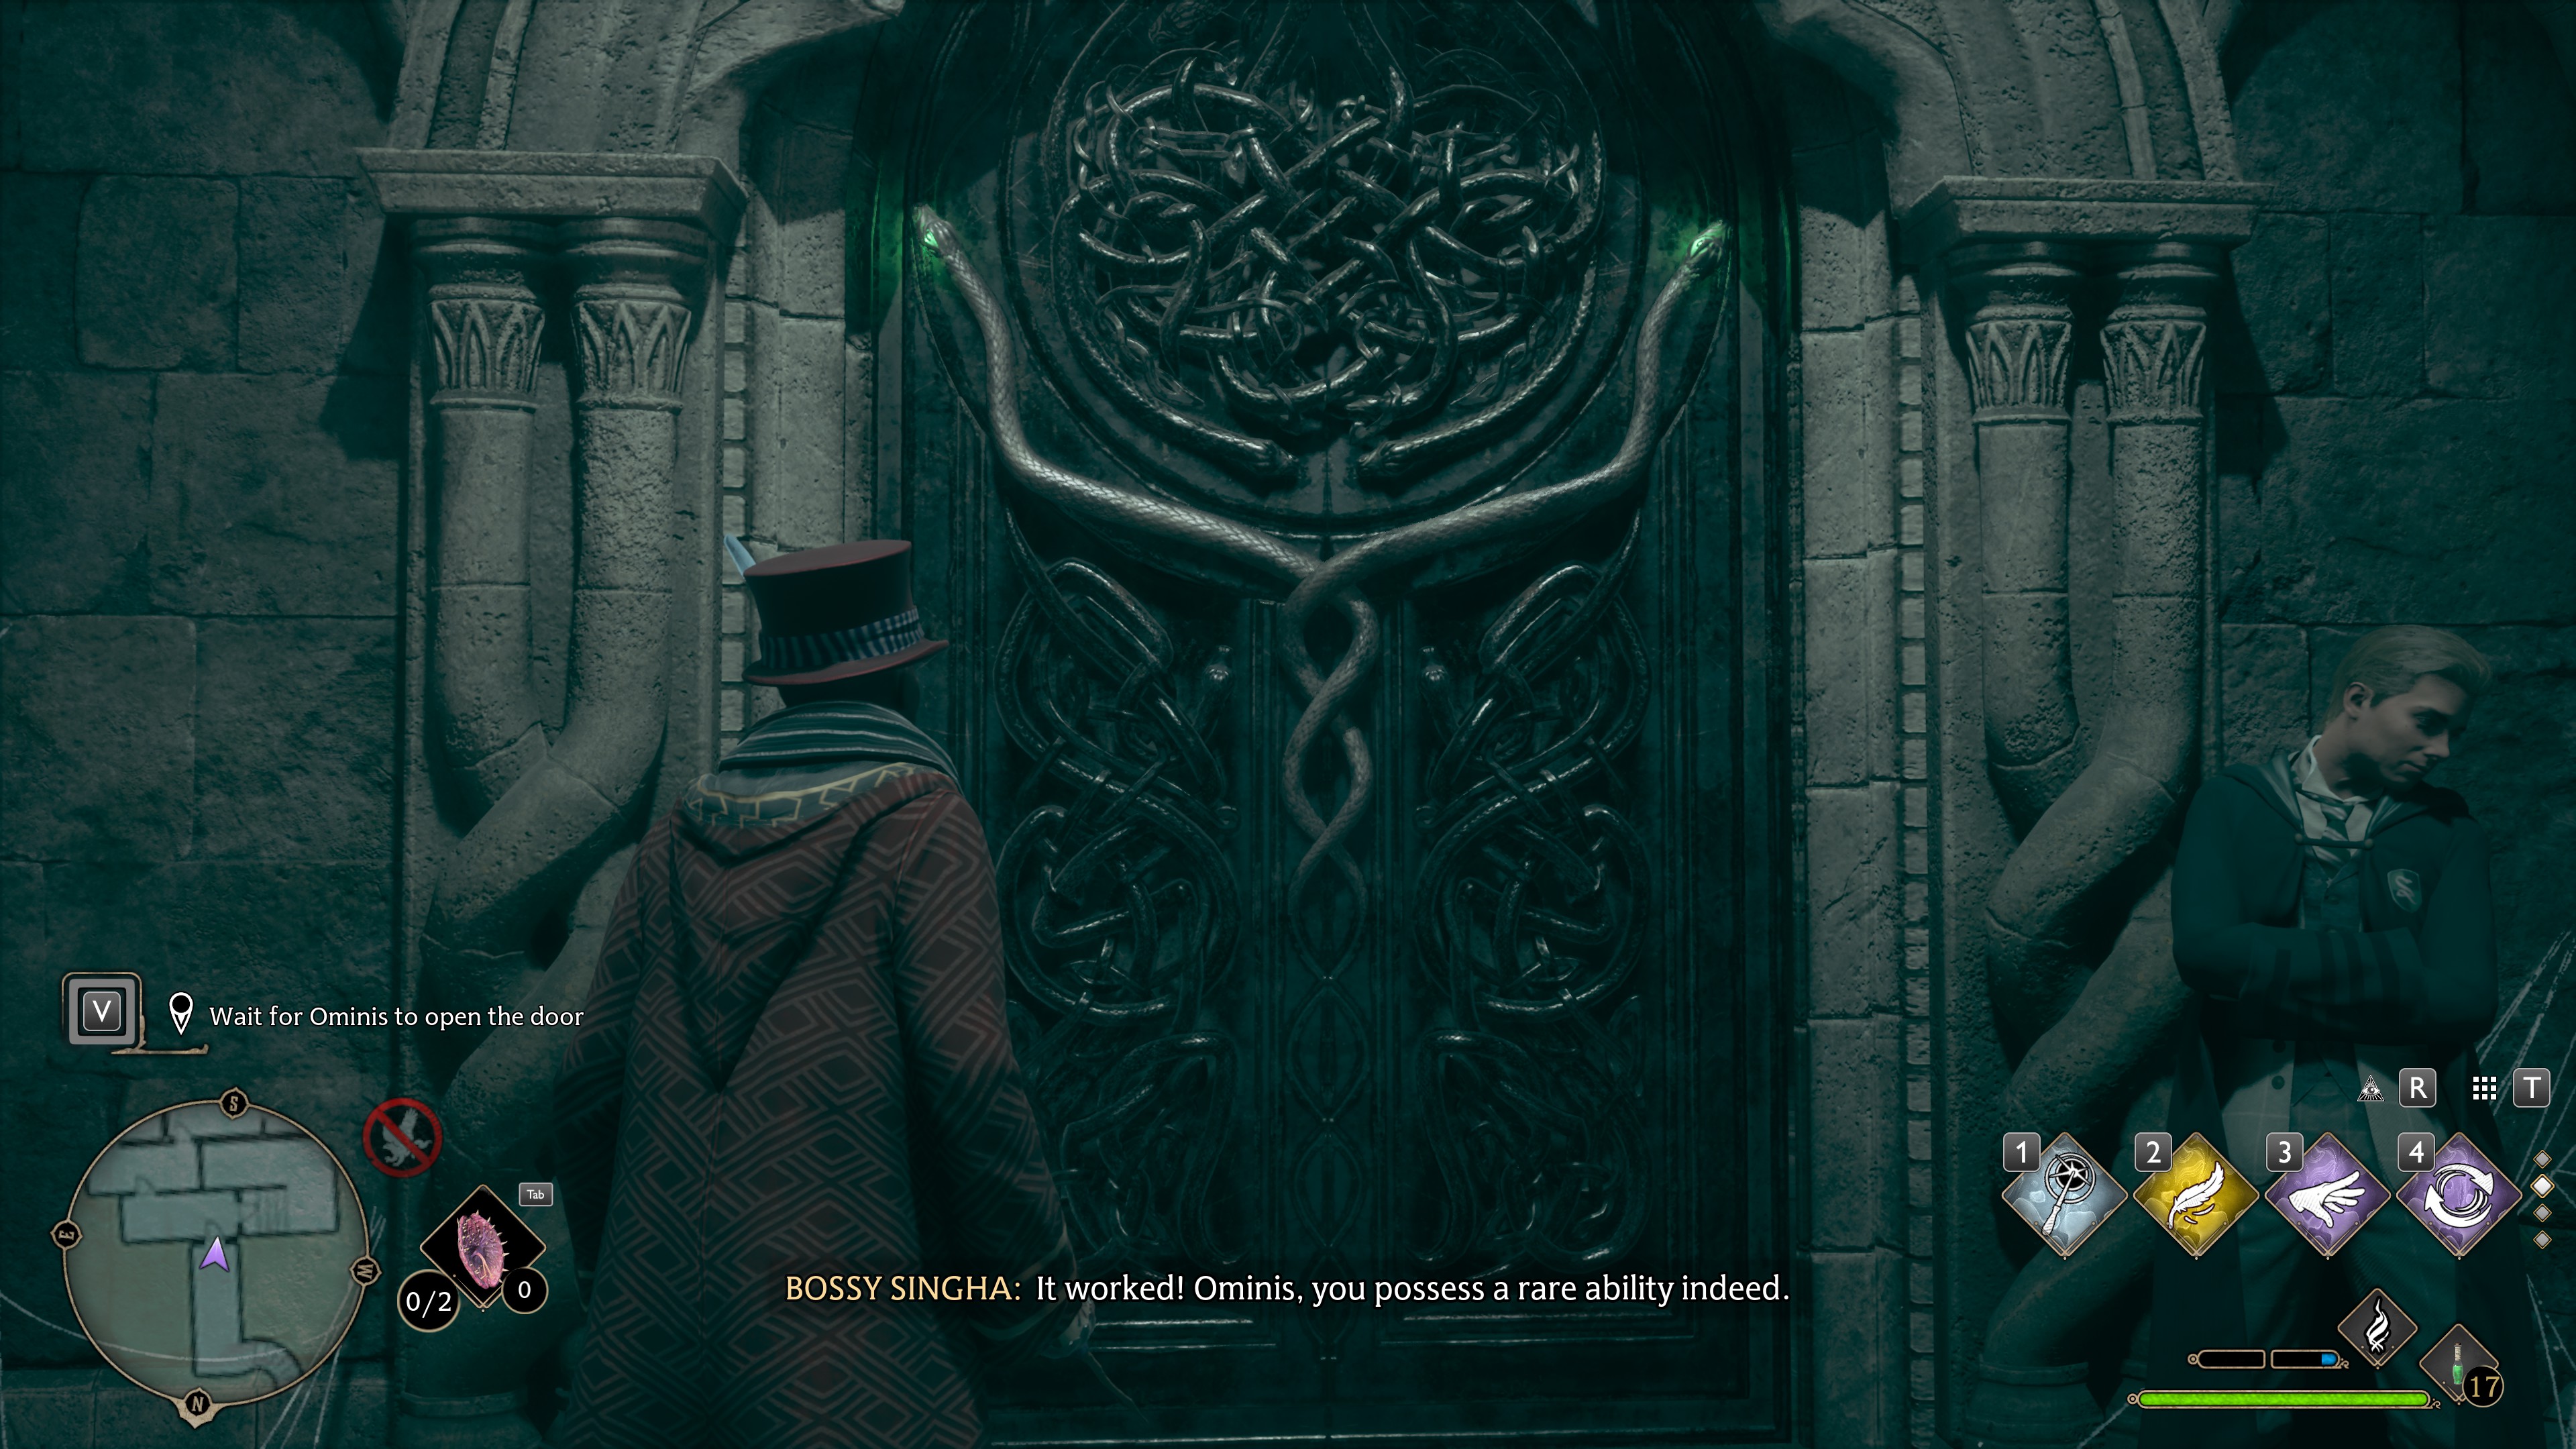 V
Wait for Ominis to open the door
S
E
W
N
Tab
0/2
0
R
T
1
2
3
4
BOSSY SINGHA: It worked! Ominis, you possess a rare ability indeed.
17